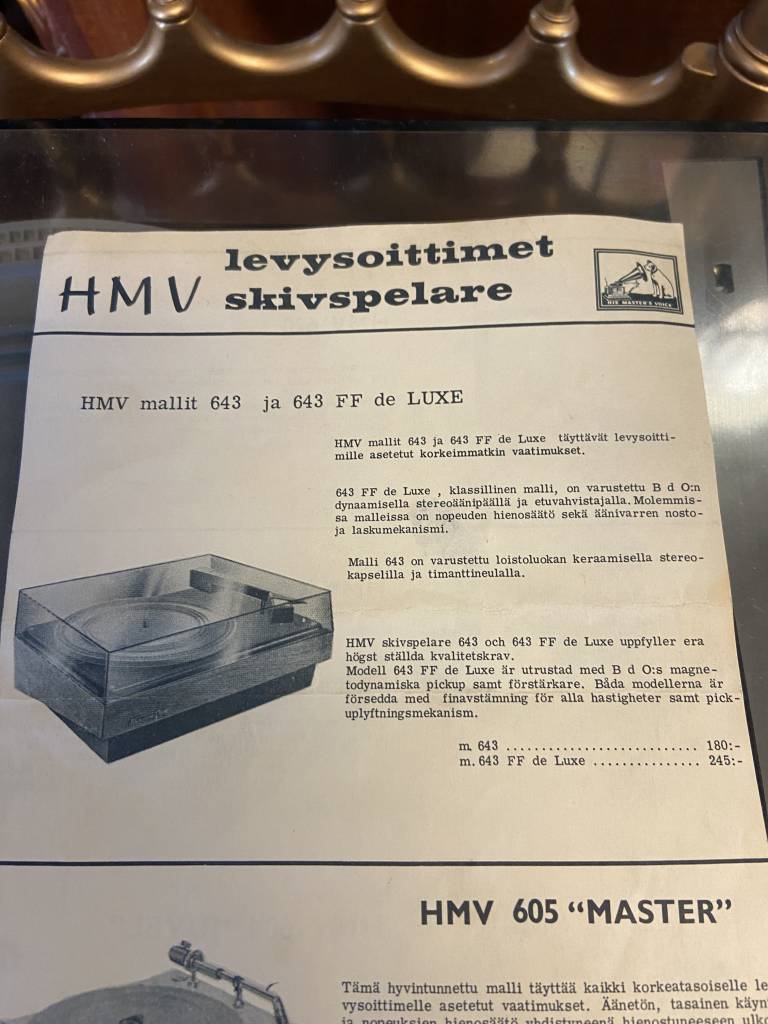 levysoittimet
HMV skivspelare
HIS MASTER'S VOICE
HMV mallit 643 ja 643 FF de LUXE
HMV mallit 643 ja 643 FF de Luxe täyttävät levysoitti-
mille asetetut korkeimmatkin vaatimukset.
643 FF de Luxe , klassillinen malli, on varustettu B d O:n
dynaamisella stereoäänipäällä ja etuvahvistajalla. Molemmis-
sa malleissa on nopeuden hienosäätö sekä äänivarren nosto-
ja laskumekanismi.
Malli 643 on varustettu loistoluokan keraamisella stereo-
kapselilla ja timanttineulalla.
HMV skivspelare 643 och 643 FF de Luxe uppfyller era
högst ställda kvalitetskrav.
Modell 643 FF de Luxe är utrustad med B d O:s magne-
todynamiska pickup samt förstärkare. Båda modellerna är
försedda med finavstämning för alla hastigheter samt pick-
uplyftningsmekanism.
m. 643 ........................... 180:-
m. 643 FF de Luxe ............... 245:-
HMV 605 “MASTER”
Tämä hyvintunnettu malli täyttää kaikki korkeatasoiselle le
vysoittimelle asetetut vaatimukset. Äänetön, tasainen käyn
ja nopeuksien hienosäätö yhdistyneenä hienostuneeseen ulko